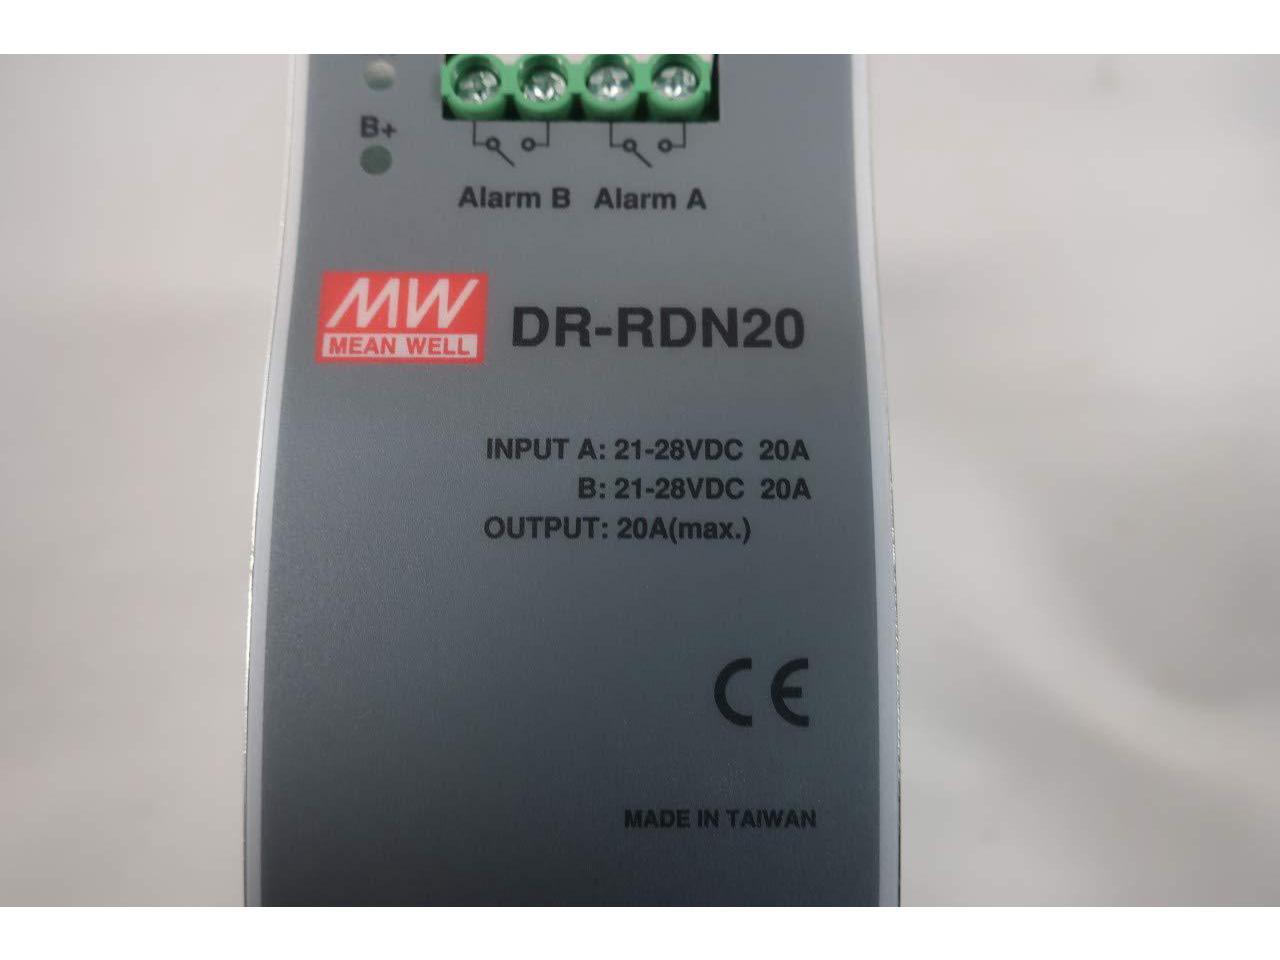 B+
Alarm B Alarm A
MW
MEAN WELL
DR-RDN20
INPUT A: 21-28VDC 20A
B: 21-28VDC 20A
OUTPUT: 20A(max.)
CE
MADE IN TAIWAN